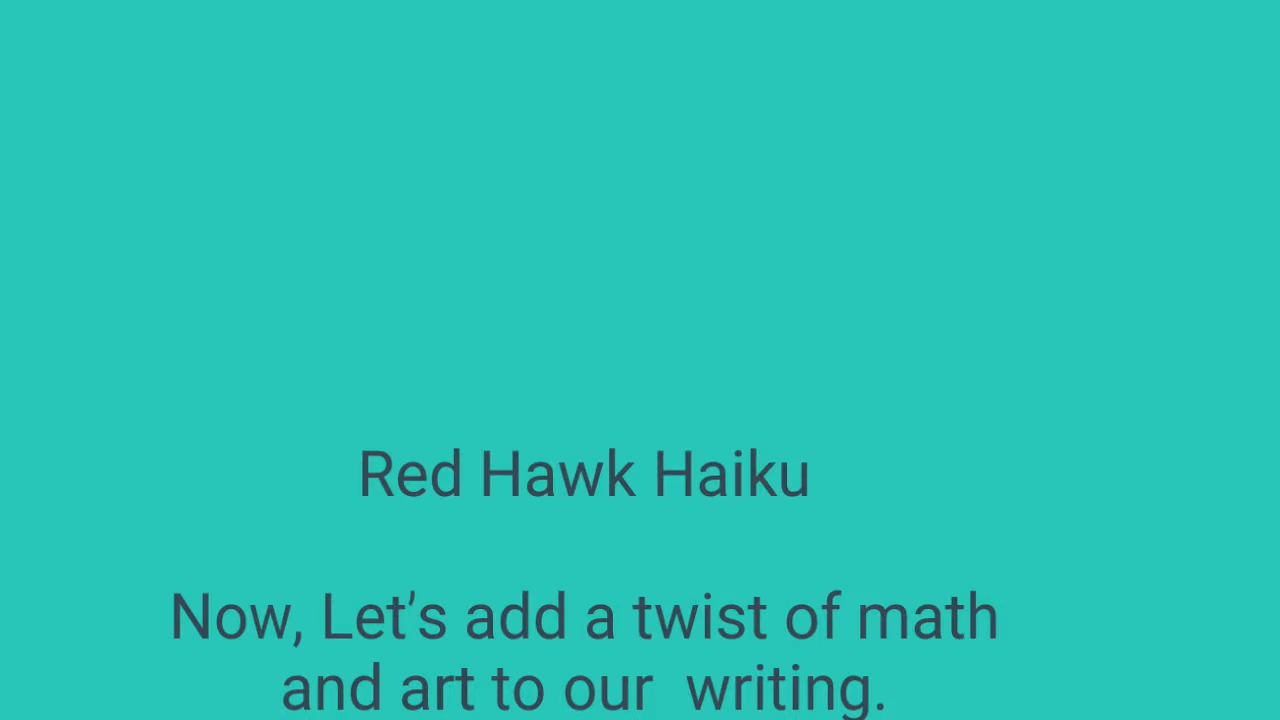 Red Hawk Haiku
Now, Let's add a twist of math
and art to our  writing.